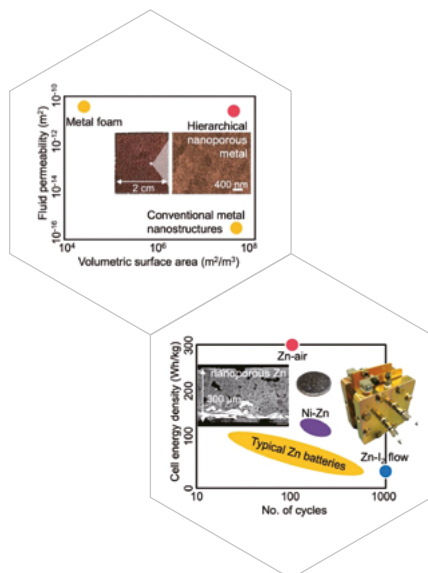 10⁻¹⁰
10⁻¹²
10⁻¹⁴
10⁻¹⁶
Fluid permeability (m²)
Metal foam
Hierarchical
nanoporous
metal
2 cm
400 nm
Conventional metal
nanostructures
10⁴
10⁶
10⁸
Volumetric surface area (m²/m³)
300
200
100
0
Cell energy density (Wh/kg)
Zn-air
nanoporous Zn
300 μm
Ni-Zn
Typical Zn batteries
Zn-I₂ flow
10
100
1000
No. of cycles